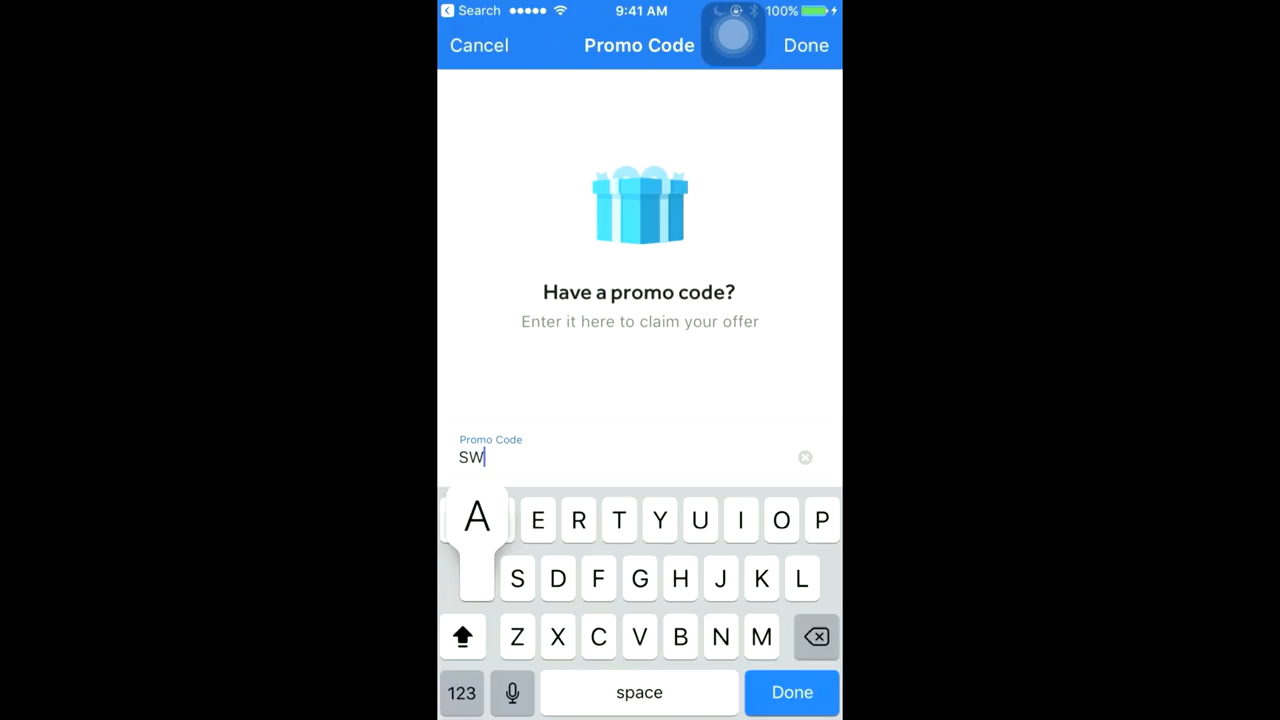 Search 9:41 AM 100%
Cancel Promo Code Done
Have a promo code?
Enter it here to claim your offer
Promo Code
SW
A E R T Y U I O P
S D F G H J K L
Z X C V B N M
123 space Done